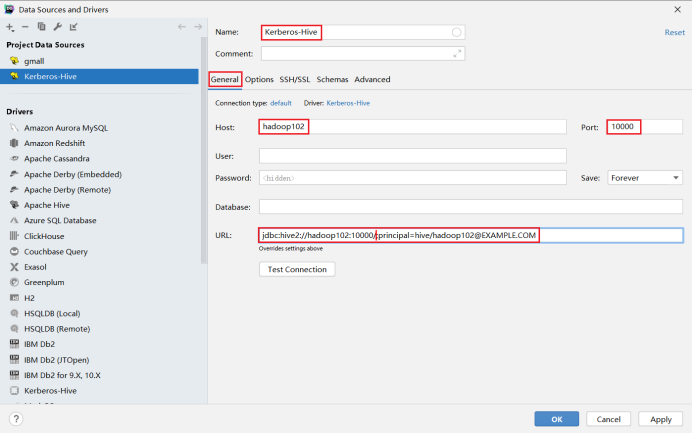 Data Sources and Drivers
Project Data Sources
gmall
Kerberos-Hive
Drivers
Amazon Aurora MySQL
Amazon Redshift
Apache Cassandra
Apache Derby (Embedded)
Apache Derby (Remote)
Apache Hive
Azure SQL Database
ClickHouse
Couchbase Query
Exasol
Greenplum
H2
HSQLDB (Local)
HSQLDB (Remote)
IBM Db2
IBM Db2 (JTOpen)
IBM Db2 for 9.X, 10.X
Kerberos-Hive
Name: Kerberos-Hive Reset
Comment:
General Options SSH/SSL Schemas Advanced
Connection type: default Driver: Kerberos-Hive
Host: hadoop102 Port: 10000
User:
Password: <hidden> Save: Forever
Database:
URL: jdbc:hive2://hadoop102:10000/;principal=hive/hadoop102@EXAMPLE.COM
Overrides settings above
Test Connection
? OK Cancel Apply